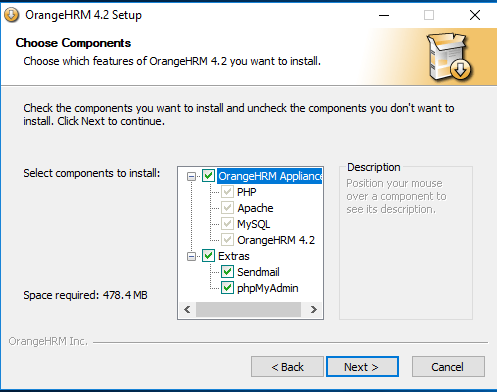 OrangeHRM 4.2 Setup
Choose Components
Choose which features of OrangeHRM 4.2 you want to install.
Check the components you want to install and uncheck the components you don't want to
install. Click Next to continue.
Select components to install:
OrangeHRM Appliance
PHP
Apache
MySQL
OrangeHRM 4.2
Extras
Sendmail
phpMyAdmin
Description
Position your mouse
over a component to
see its description.
Space required: 478.4 MB
OrangeHRM Inc.
< Back
Next >
Cancel